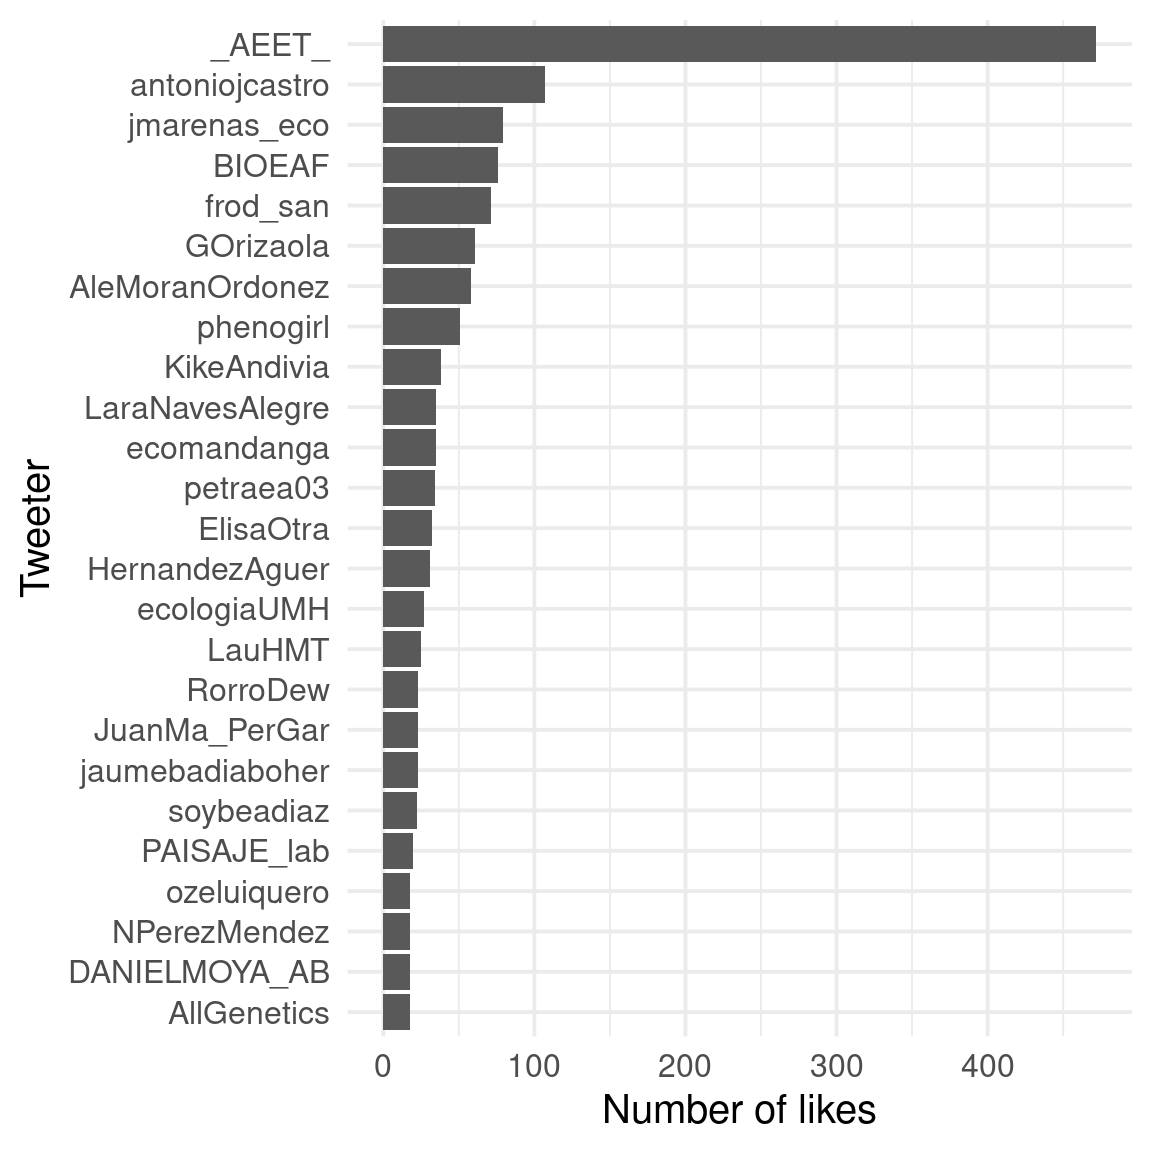 _AEET_
antoniojcastro
jmarenas_eco
BIOEAF
frod_san
GOrizaola
AleMoranOrdonez
phenogirl
KikeAndivia
LaraNavesAlegre
ecomandanga
petraea03
ElisaOtra
HernandezAguer
ecologiaUMH
LauHMT
RorroDew
JuanMa_PerGar
jaumebadiaboher
soybeadiaz
PAISAJE_lab
ozeluiquero
NPerezMendez
DANIELMOYA_AB
AllGenetics
Tweeter
0 100 200 300 400
Number of likes